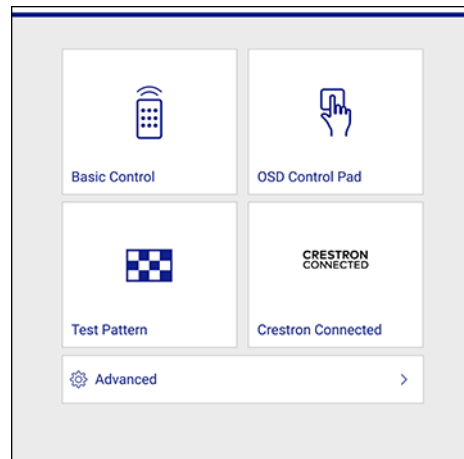 Basic Control
OSD Control Pad
CRESTRON
CONNECTED
Test Pattern
Crestron Connected
Advanced